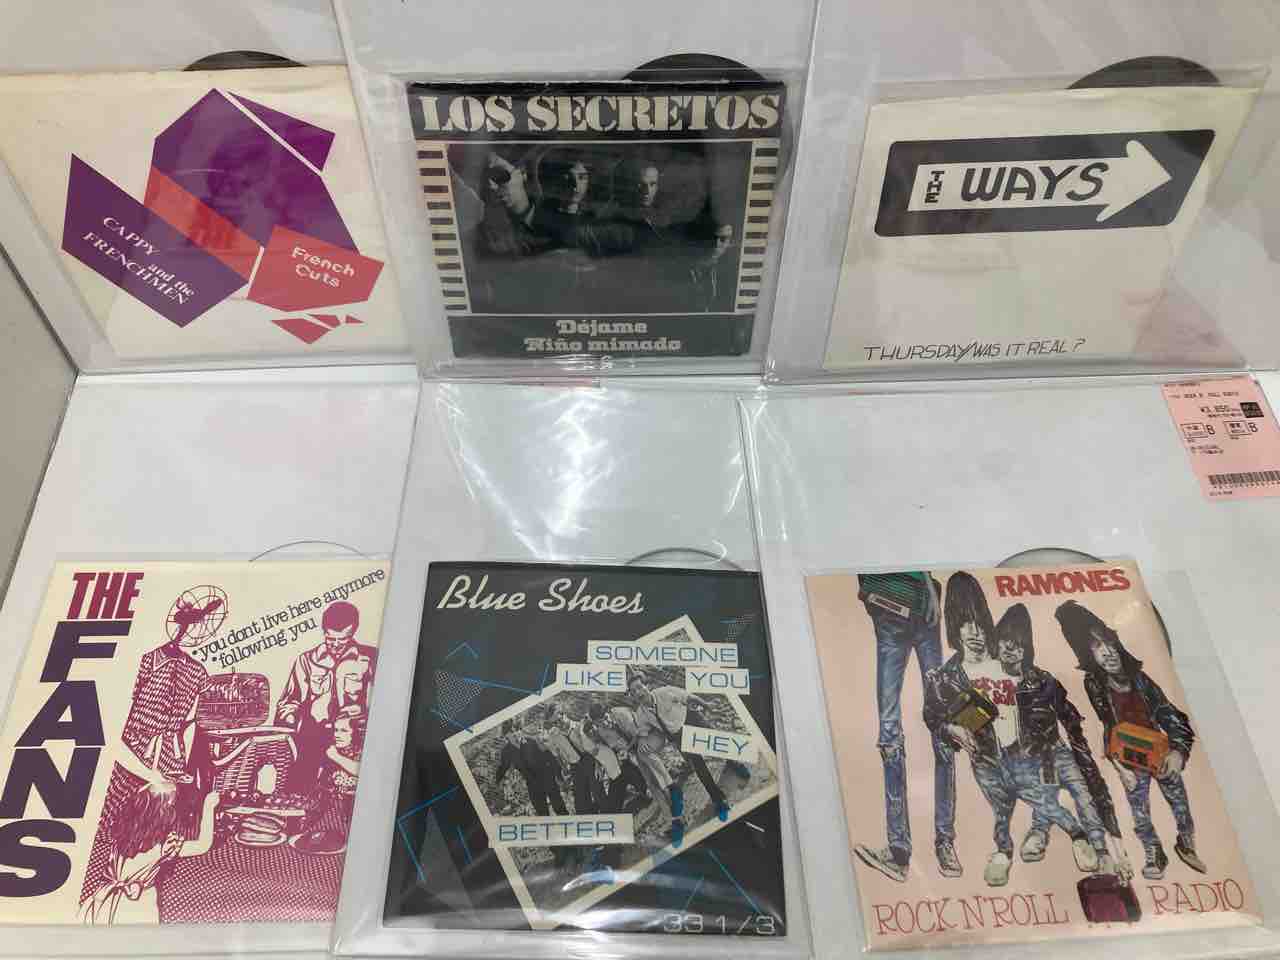 CAPPY
and the
FRENCHMEN
French
Cuts
LOS SECRETOS
Déjame
Niño mimado
THE
WAYS
THURSDAY/WAS IT REAL?
¥3,850
B
B
THE
FANS
•you dont live here anymore
•following you
Blue Shoes
SOMEONE
LIKE YOU
HEY
BETTER
33 1/3
RAMONES
ROCK N' ROLL RADIO